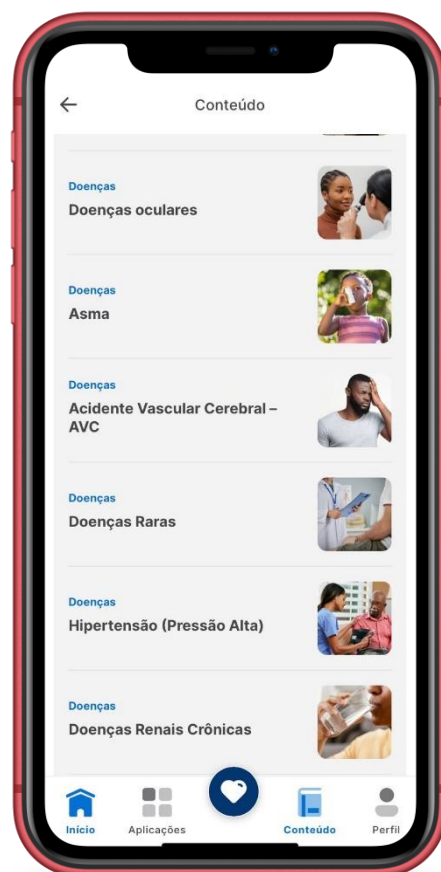 Conteúdo
Doenças
Doenças oculares
Doenças
Asma
Doenças
Acidente Vascular Cerebral –
AVC
Doenças
Doenças Raras
Doenças
Hipertensão (Pressão Alta)
Doenças
Doenças Renais Crônicas
Início
Aplicações
Conteúdo
Perfil